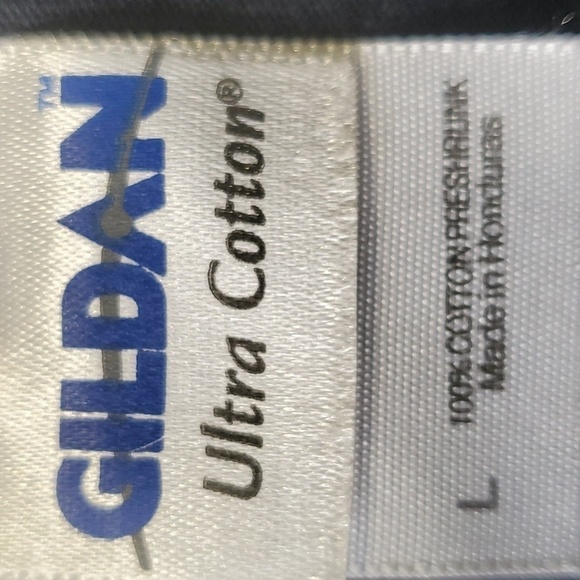 GILDAN™
Ultra Cotton®
L
100% COTTON PRESHRUNK
Made in Honduras